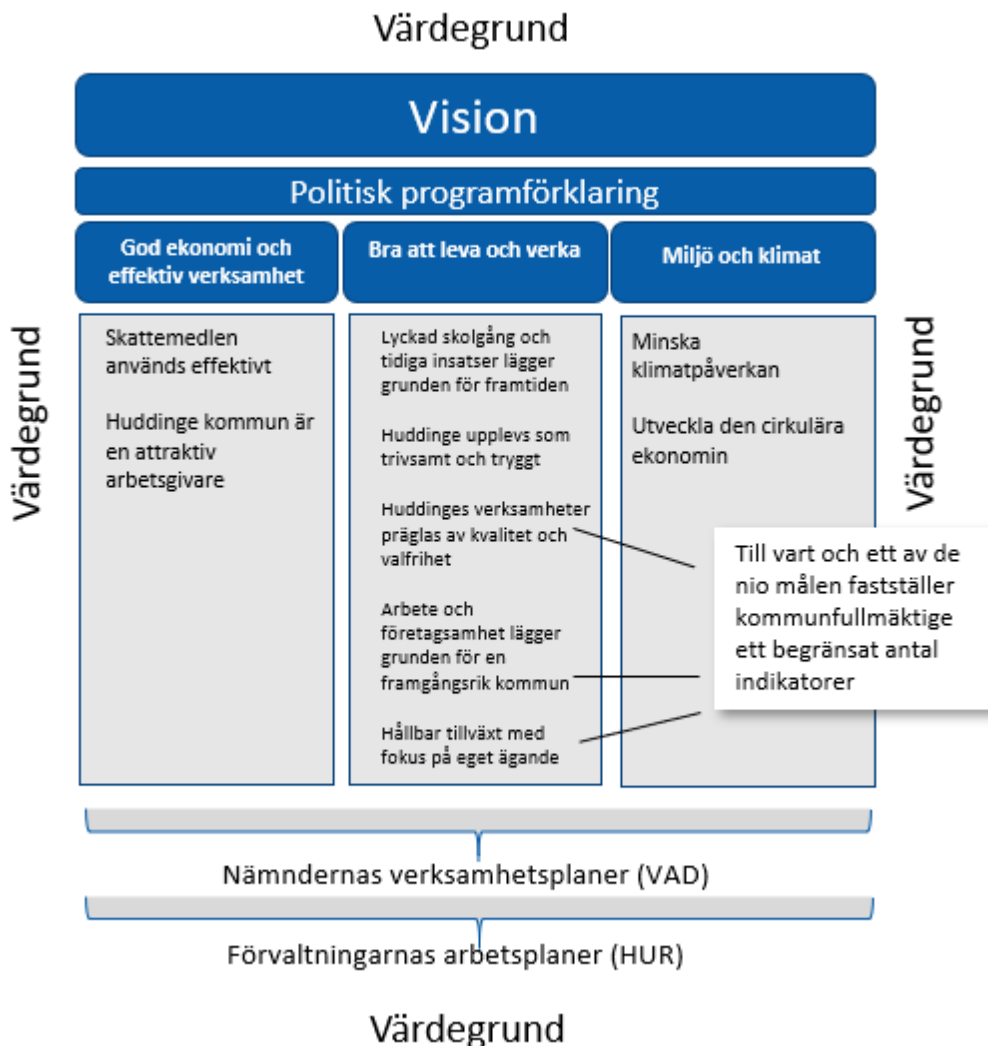 Värdegrund
Vision
Politisk programförklaring
God ekonomi och
effektiv verksamhet
Bra att leva och verka
Miljö och klimat
Värdegrund
Skattemedlen
används effektivt
Huddinge kommun är
en attraktiv
arbetsgivare
Lyckad skolgång och
tidiga insatser lägger
grunden för framtiden
Huddinge upplevs som
trivsamt och tryggt
Huddinges verksamheter
präglas av kvalitet och
valfrihet
Arbete och
företagsamhet lägger
grunden för en
framgångsrik kommun
Hållbar tillväxt med
fokus på eget ägande
Minska
klimatpåverkan
Utveckla den cirkulära
ekonomin
Värdegrund
Till vart och ett av de
nio målen fastställer
kommunfullmäktige
ett begränsat antal
indikatorer
Nämndernas verksamhetsplaner (VAD)
Förvaltningarnas arbetsplaner (HUR)
Värdegrund